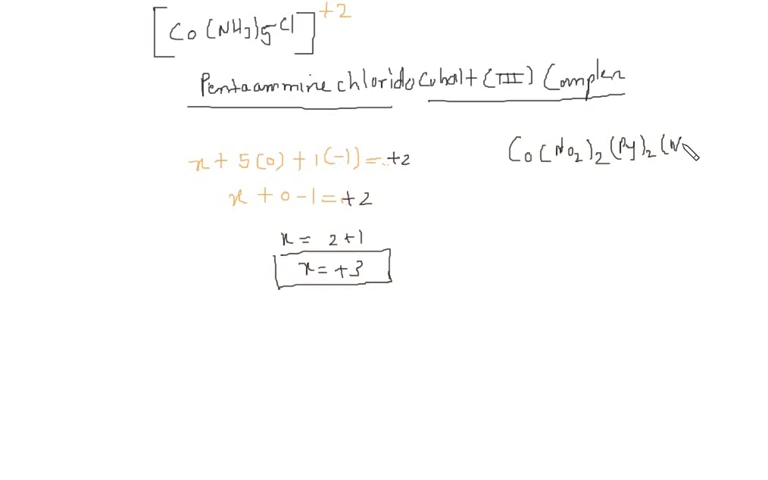 [Co(NH3)5Cl]+2
Pentaammine chlorido Cobalt (III) Complex
x + 5(0) + 1(-1) = +2
x + 0 - 1 = +2
x = 2+1
x = +3
Co(NO2)2(Py)2(N